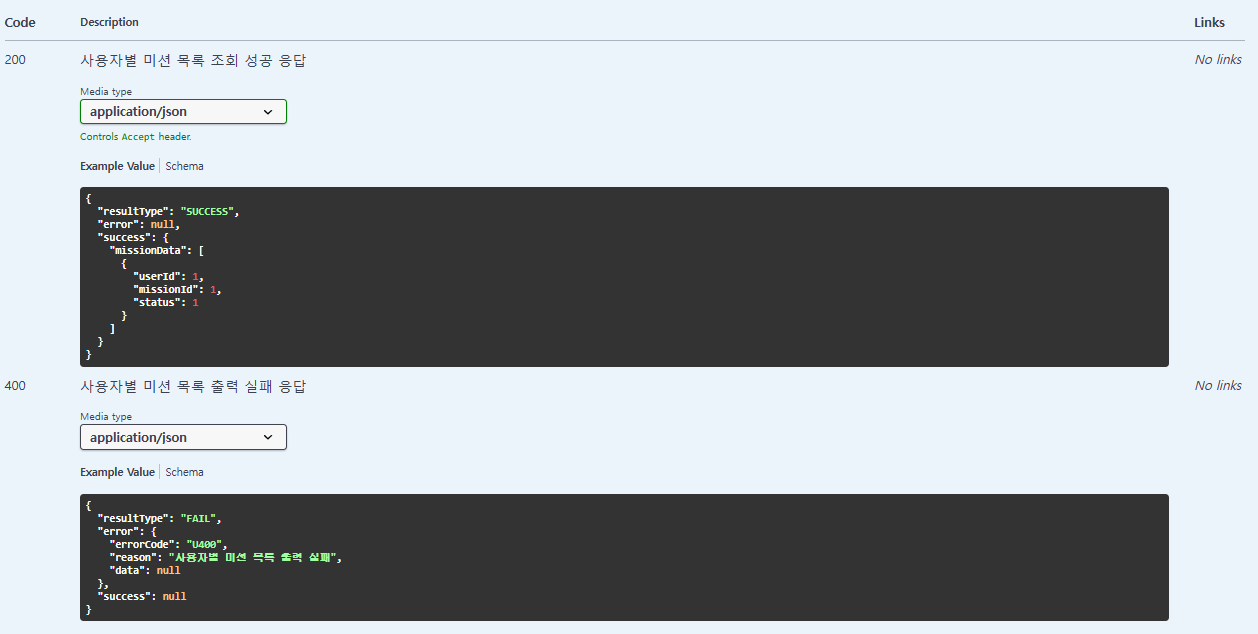 Code Description Links
200 사용자별 미션 목록 조회 성공 응답 No links
Media type
application/json
Controls Accept header.
Example Value Schema
{
  "resultType": "SUCCESS",
  "error": null,
  "success": {
    "missionData": [
      {
        "userId": 1,
        "missionId": 1,
        "status": 1
      }
    ]
  }
}
400 사용자별 미션 목록 출력 실패 응답 No links
Media type
application/json
Example Value Schema
{
  "resultType": "FAIL",
  "error": {
    "errorCode": "U400",
    "reason": "사용자별 미션 목록 출력 실패",
    "data": null
  },
  "success": null
}